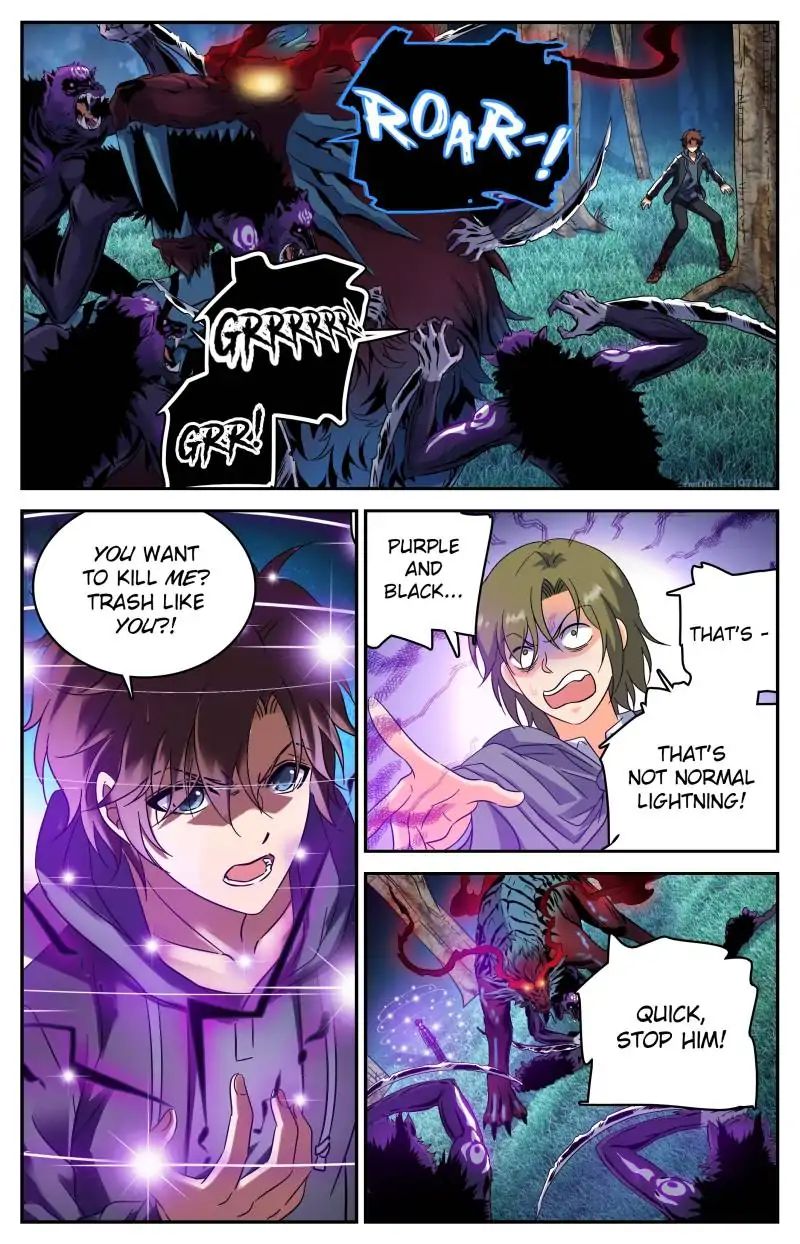 ROAR-!
GRRRRRR!
GRR!
YOU WANT
TO KILL ME?
TRASH LIKE
YOU?!
PURPLE
AND
BLACK...
THAT'S -
THAT'S
NOT NORMAL
LIGHTNING!
QUICK,
STOP HIM!